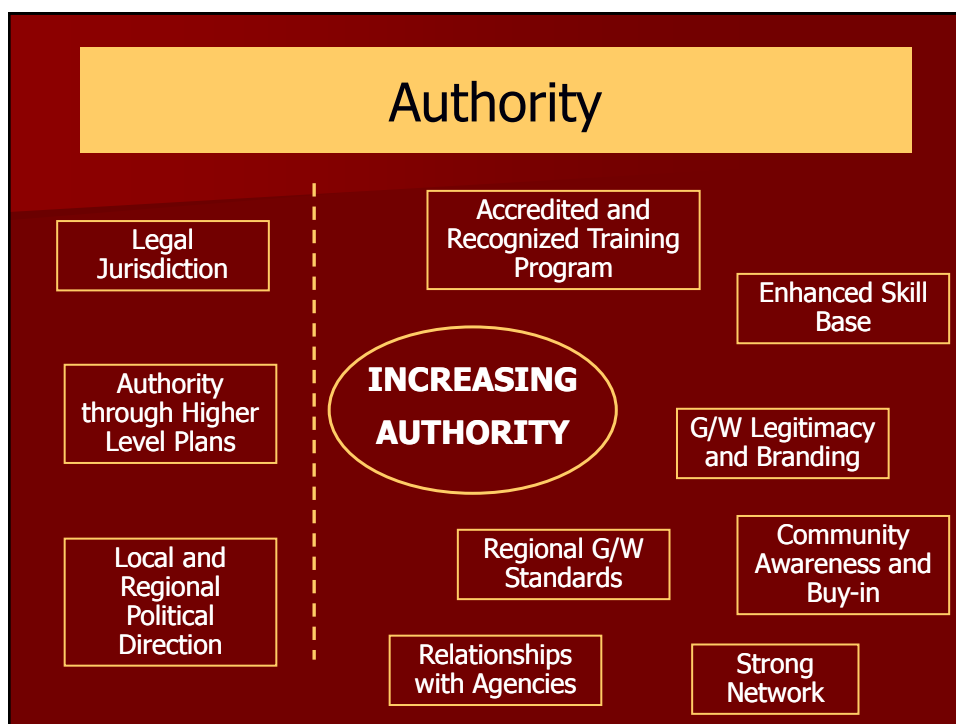 Authority
Legal
Jurisdiction
Authority
through Higher
Level Plans
Local and
Regional
Political
Direction
Accredited and
Recognized Training
Program
Enhanced Skill
Base
INCREASING
AUTHORITY
G/W Legitimacy
and Branding
Regional G/W
Standards
Community
Awareness and
Buy-in
Relationships
with Agencies
Strong
Network